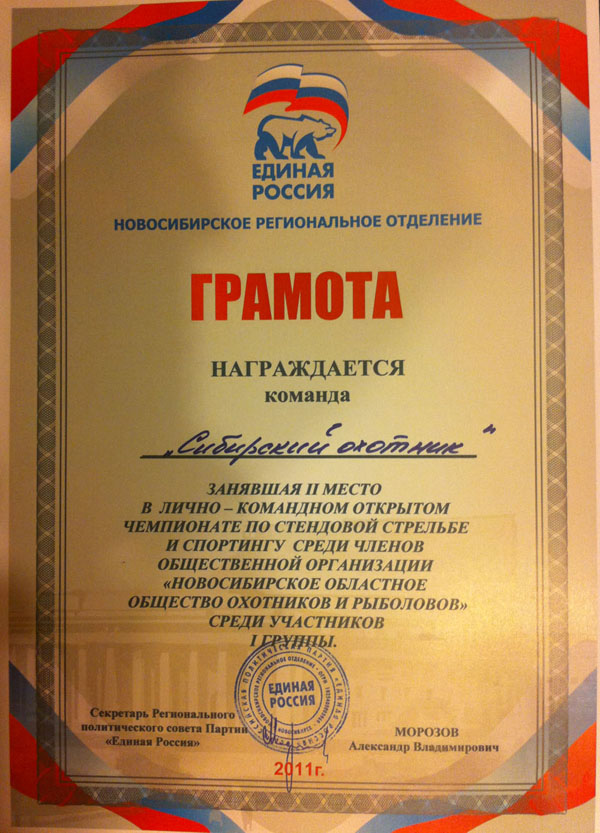 ЕДИНАЯ
РОССИЯ
НОВОСИБИРСКОЕ РЕГИОНАЛЬНОЕ ОТДЕЛЕНИЕ
ГРАМОТА
НАГРАЖДАЕТСЯ
команда
„Сибирский охотник"
ЗАНЯВШАЯ II МЕСТО
В ЛИЧНО – КОМАНДНОМ ОТКРЫТОМ
ЧЕМПИОНАТЕ ПО СТЕНДОВОЙ СТРЕЛЬБЕ
И СПОРТИНГУ СРЕДИ ЧЛЕНОВ
ОБЩЕСТВЕННОЙ ОРГАНИЗАЦИИ
«НОВОСИБИРСКОЕ ОБЛАСТНОЕ
ОБЩЕСТВО ОХОТНИКОВ И РЫБОЛОВОВ»
СРЕДИ УЧАСТНИКОВ
I ГРУППЫ.
ЕДИНАЯ
РОССИЯ
Секретарь Регионального
политического совета Партии
«Единая Россия»
МОРОЗОВ
Александр Владимирович
2011г.